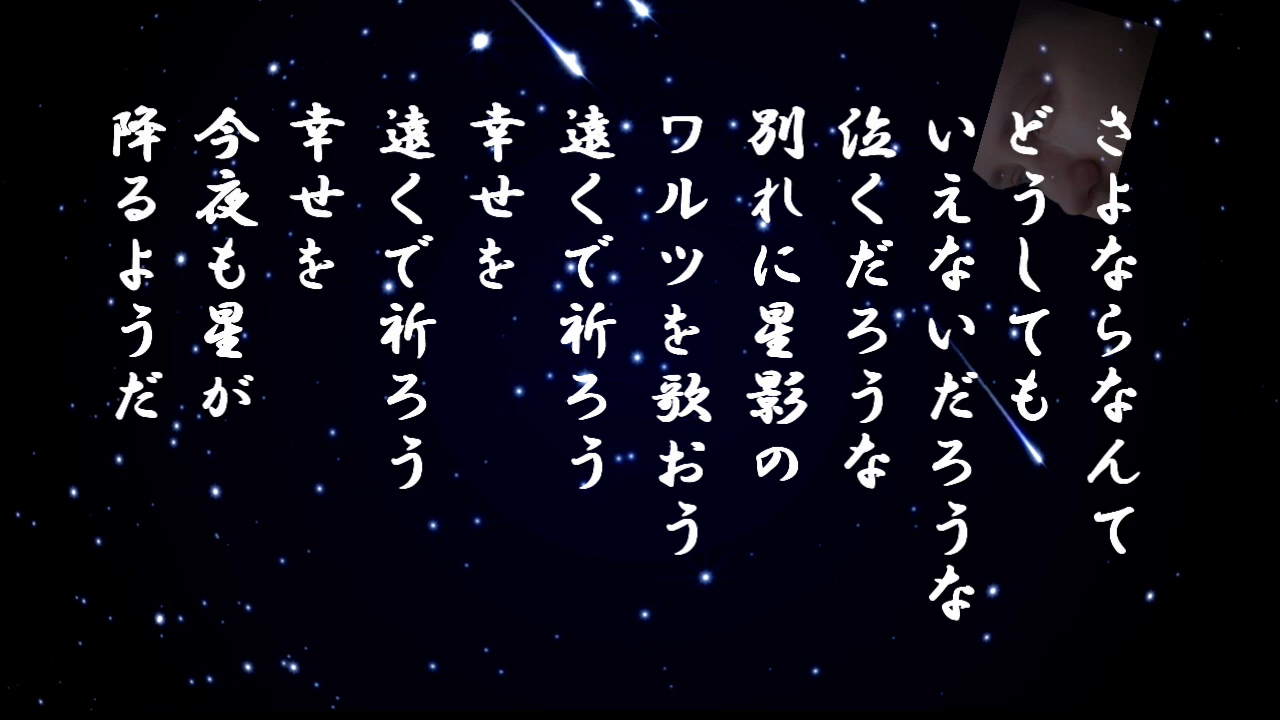 さよならなんて
どうしても
いえないだろうな
泣くだろうな
別れに星影の
ワルツを歌おう
遠くで祈ろう
幸せを
遠くで祈ろう
幸せを
今夜も星が
降るようだ